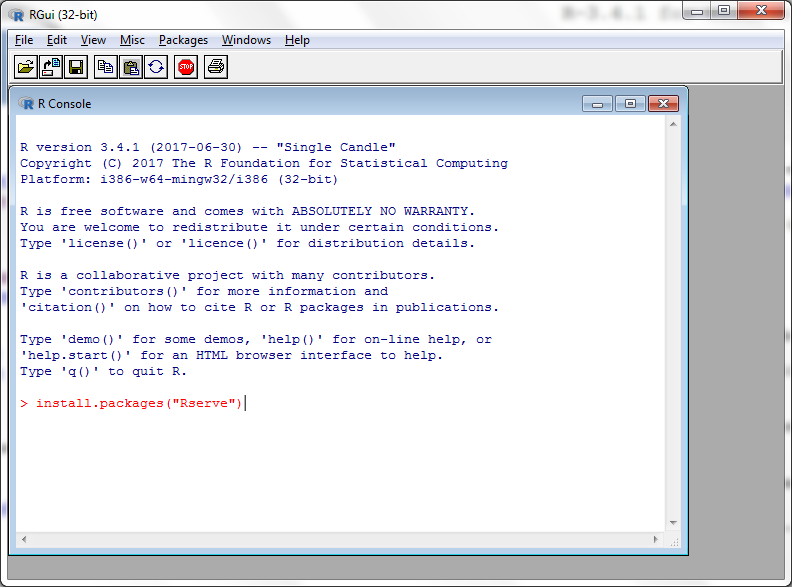 R-3.4.1 f
RGui (32-bit)
File Edit View Misc Packages Windows Help
STOP
R Console
R version 3.4.1 (2017-06-30) -- "Single Candle"
Copyright (C) 2017 The R Foundation for Statistical Computing
Platform: i386-w64-mingw32/i386 (32-bit)
R is free software and comes with ABSOLUTELY NO WARRANTY.
You are welcome to redistribute it under certain conditions.
Type 'license()' or 'licence()' for distribution details.
R is a collaborative project with many contributors.
Type 'contributors()' for more information and
'citation()' on how to cite R or R packages in publications.
Type 'demo()' for some demos, 'help()' for on-line help, or
'help.start()' for an HTML browser interface to help.
Type 'q()' to quit R.
> install.packages("Rserve")